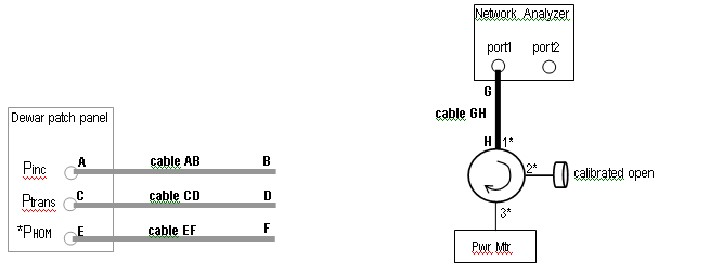 Network Analyzer
port1 port2
G
cable GH
H 1*
2* calibrated open
3*
Pwr Mtr
Dewar patch panel
Pinc A cable AB B
Ptrans C cable CD D
*PHOM E cable EF F